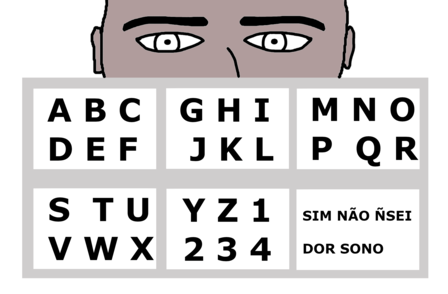 A B C
D E F
G H I
J K L
M N O
P Q R
S T U
V W X
Y Z 1
2 3 4
SIM NÃO ÑSEI
DOR SONO